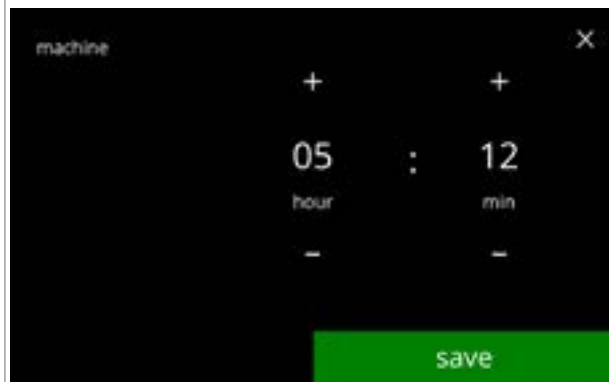 machine X
+ +
05 : 12
hour min
- -
save